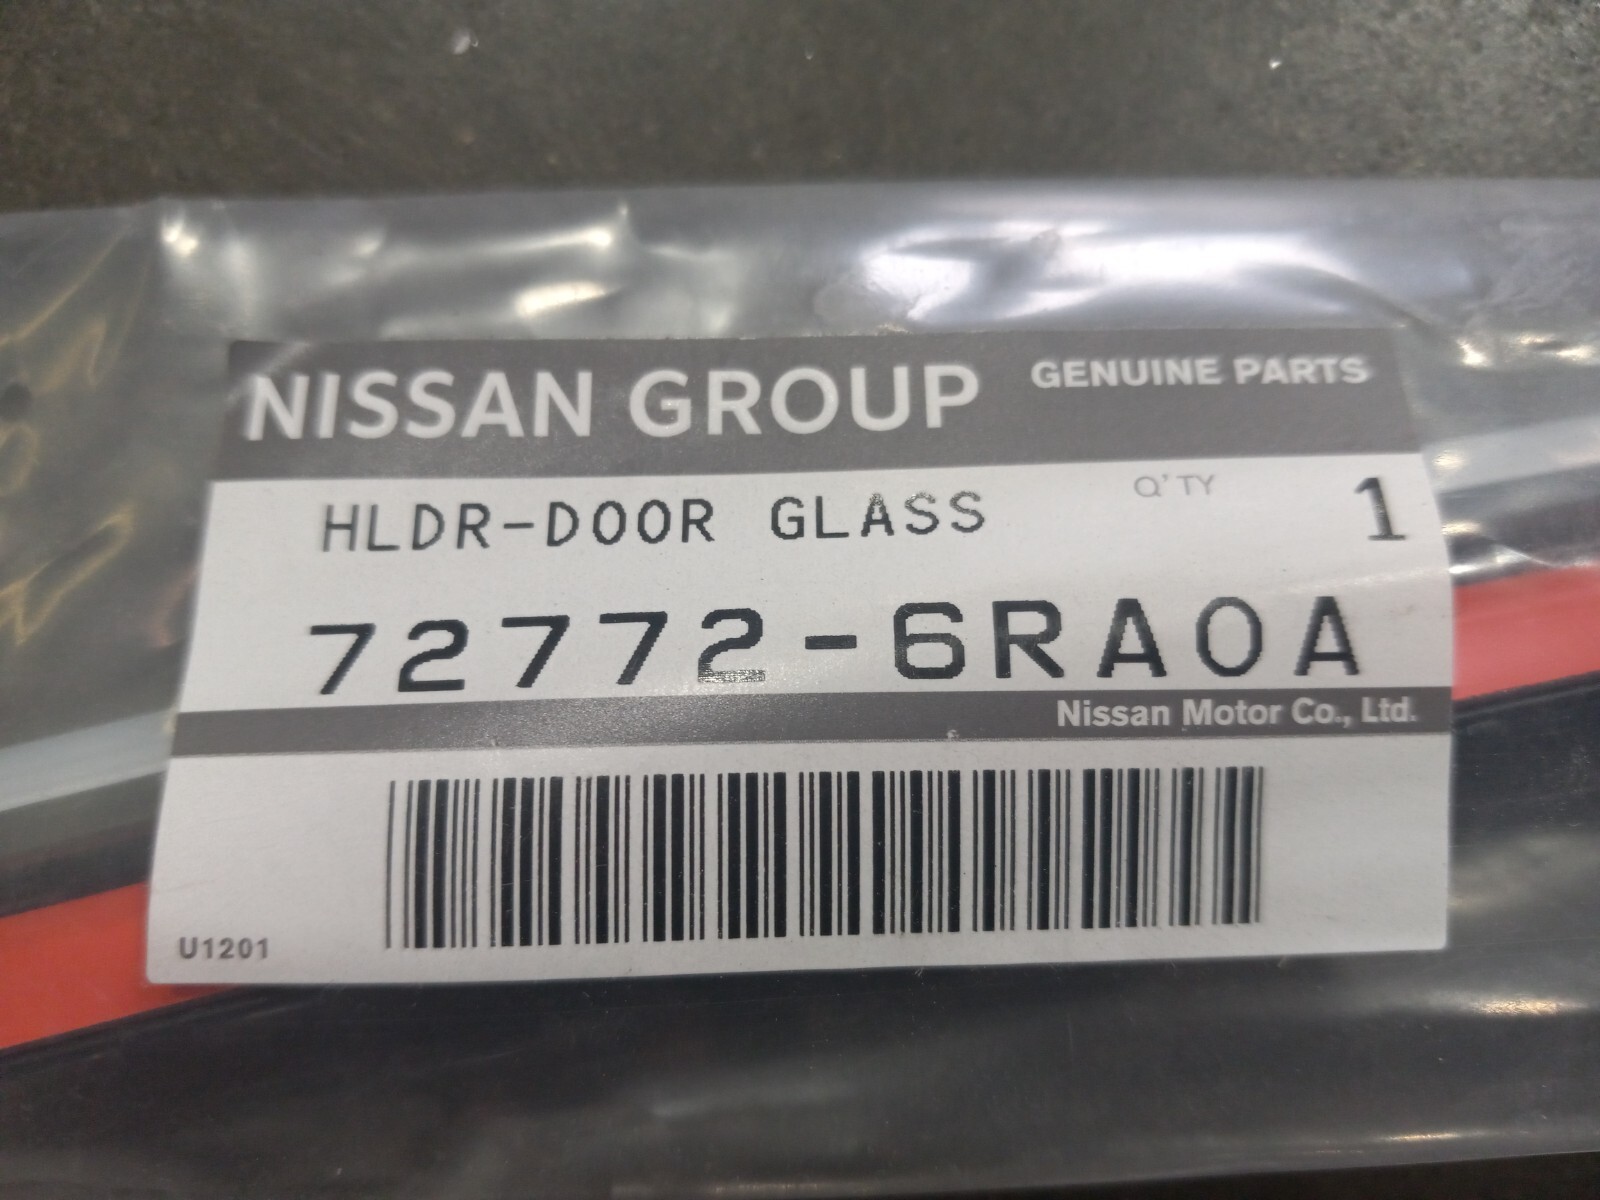 NISSAN GROUP GENUINE PARTS
HLDR-DOOR GLASS Q'TY 1
72772-6RA0A
Nissan Motor Co., Ltd.
U1201